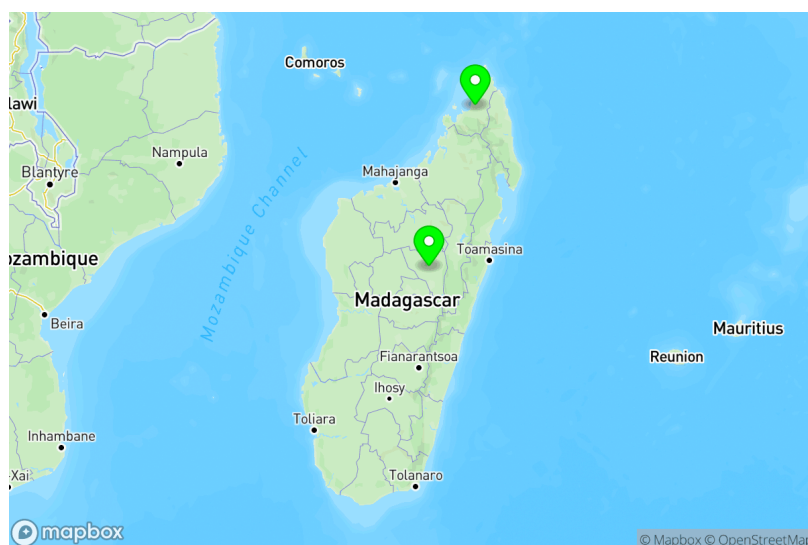 Comoros
lawi
Nampula
Mahajanga
Blantyre
Mozambique Channel
Toamasina
ozambique
Madagascar
Beira
Mauritius
Reunion
Fianarantsoa
Ihosy
Toliara
Inhambane
-Xai
Tolanaro
mapbox
© Mapbox © OpenStreetMap